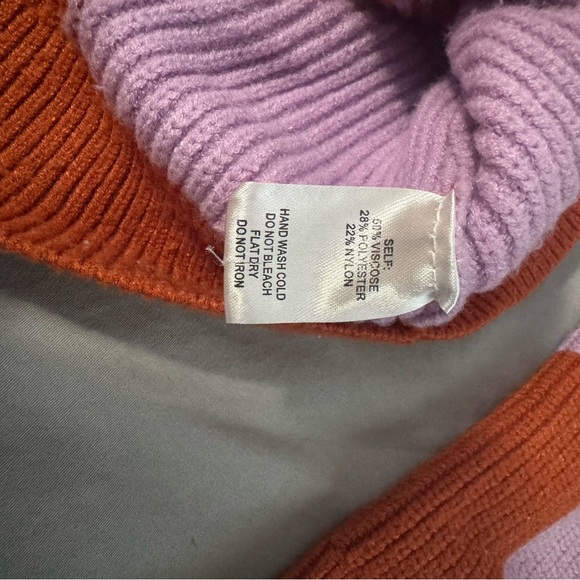 SELF:
50% VISCOSE
28% POLYESTER
22% NYLON
HAND WASH COLD
DO NOT BLEACH
FLAT DRY
DO NOT IRON